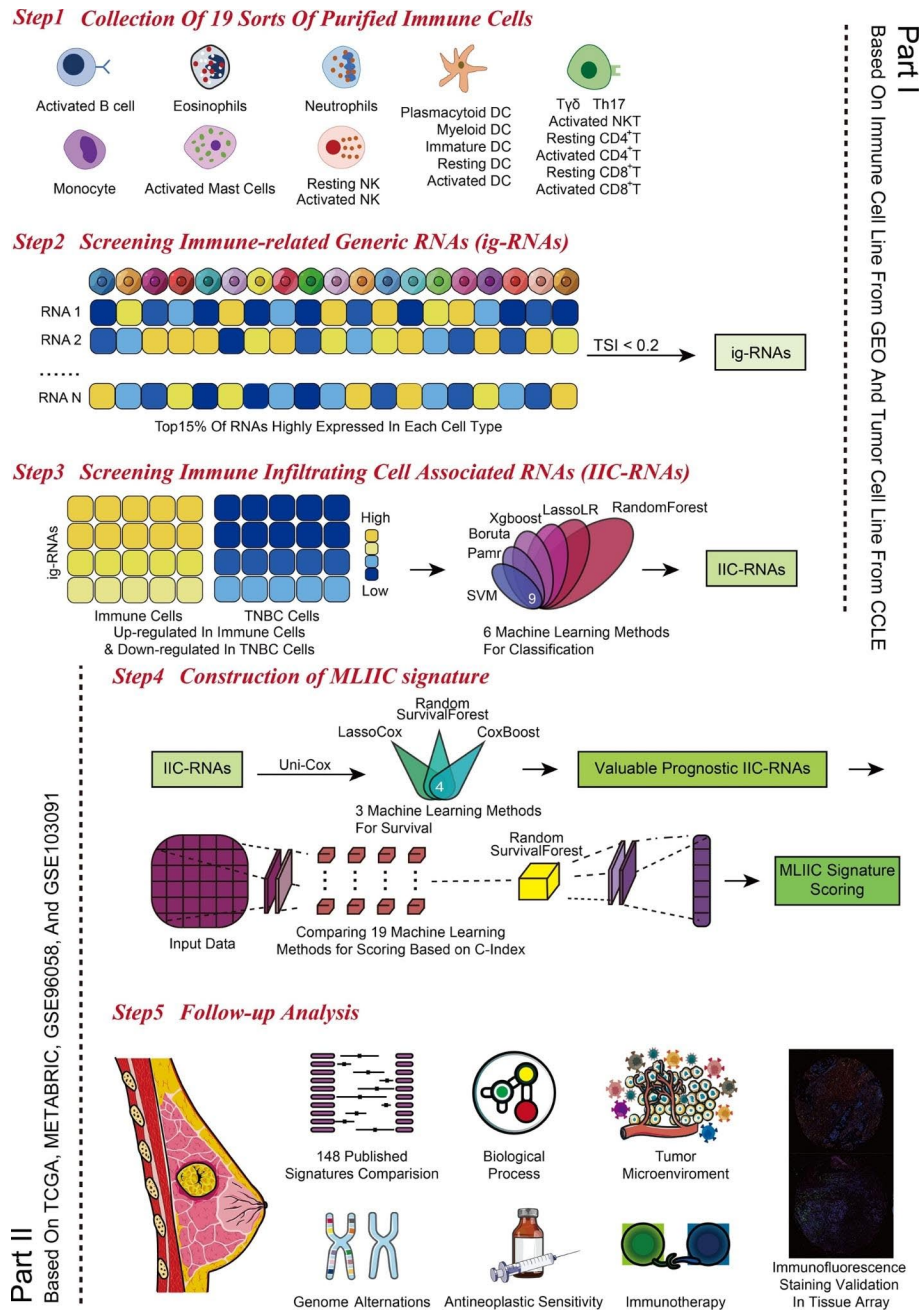 Step1 Collection Of 19 Sorts Of Purified Immune Cells
Activated B cell
Eosinophils
Neutrophils
Plasmacytoid DC
Myeloid DC
Immature DC
Resting DC
Activated DC
Tγδ Th17
Activated NKT
Resting CD4⁺T
Activated CD4⁺T
Resting CD8⁺T
Activated CD8⁺T
Monocyte
Activated Mast Cells
Resting NK
Activated NK
Part I
Based On Immune Cell Line From GEO And Tumor Cell Line From CCLE
Step2 Screening Immune-related Generic RNAs (ig-RNAs)
RNA 1
RNA 2
......
RNA N
TSI < 0.2
ig-RNAs
Top15% Of RNAs Highly Expressed In Each Cell Type
Step3 Screening Immune Infiltrating Cell Associated RNAs (IIC-RNAs)
ig-RNAs
High
Low
Immune Cells
TNBC Cells
Up-regulated In Immune Cells
& Down-regulated In TNBC Cells
SVM
Pamr
Boruta
Xgboost
LassoLR
RandomForest
9
6 Machine Learning Methods
For Classification
IIC-RNAs
Part II
Based On TCGA, METABRIC, GSE96058, And GSE103091
Step4 Construction of MLIIC signature
IIC-RNAs
Uni-Cox
LassoCox
Random
SurvivalForest
CoxBoost
4
3 Machine Learning Methods
For Survival
Valuable Prognostic IIC-RNAs
Input Data
Comparing 19 Machine Learning
Methods for Scoring Based on C-Index
Random
SurvivalForest
MLIIC Signature
Scoring
Step5 Follow-up Analysis
148 Published
Signatures Comparision
Biological
Process
Tumor
Microenviroment
Genome Alternations
Antineoplastic Sensitivity
Immunotherapy
Immunofluorescence
Staining Validation
In Tissue Array